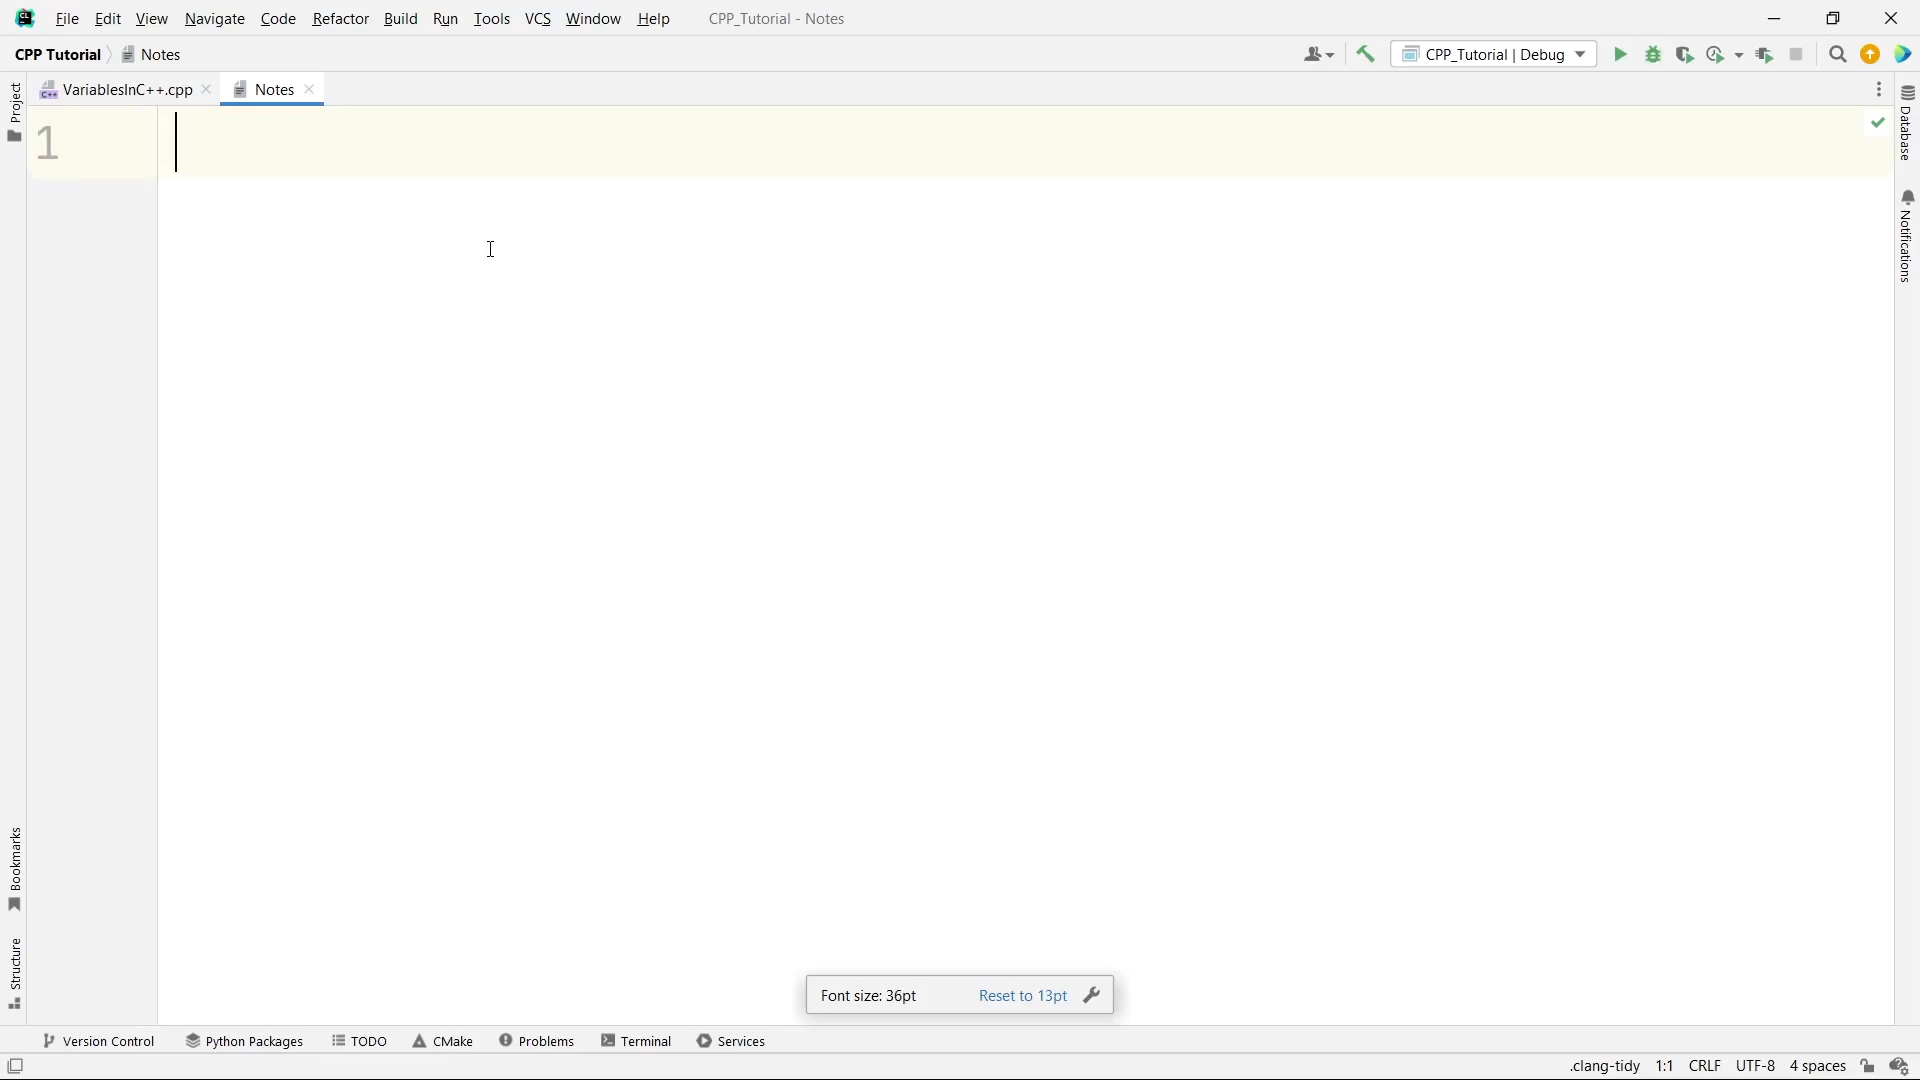 File Edit View Navigate Code Refactor Build Run Tools VCS Window Help CPP_Tutorial - Notes
CPP Tutorial Notes CPP_Tutorial | Debug
VariablesInC++.cpp Notes
1
Project
Bookmarks
Structure
Database
Notifications
Font size: 36pt Reset to 13pt
Version Control Python Packages TODO CMake Problems Terminal Services
.clang-tidy 1:1 CRLF UTF-8 4 spaces